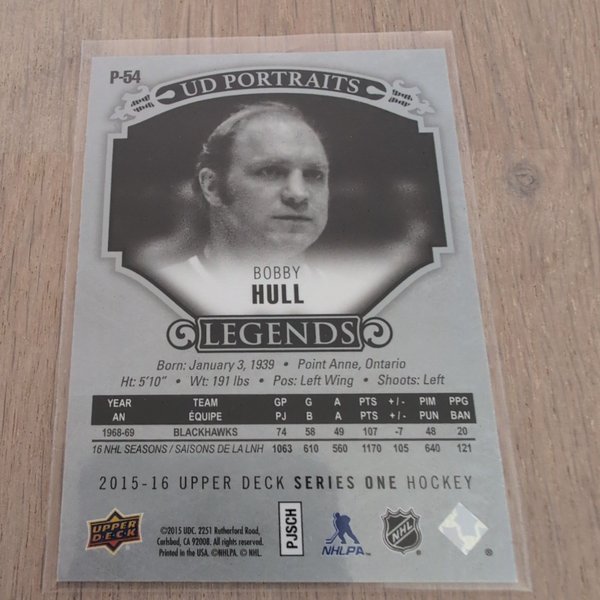 P-54
UD PORTRAITS
BOBBY
HULL
LEGENDS
Born: January 3, 1939 • Point Anne, Ontario
Ht: 5'10" • Wt: 191 lbs • Pos: Left Wing • Shoots: Left
YEAR TEAM GP G A PTS +/- PIM PPG
AN ÉQUIPE PJ B A PTS +/- PUN BAN
1968-69 BLACKHAWKS 74 58 49 107 -7 48 20
16 NHL SEASONS / SAISONS DE LA LNH 1063 610 560 1170 105 640 121
2015-16 UPPER DECK SERIES ONE HOCKEY
UPPER DECK
©2015 UDC. 2251 Rutherford Road,
Carlsbad, CA 92008. All rights reserved.
Printed in the USA. ©NHLPA. © NHL.
PJSCH
NHLPA
NHL
®